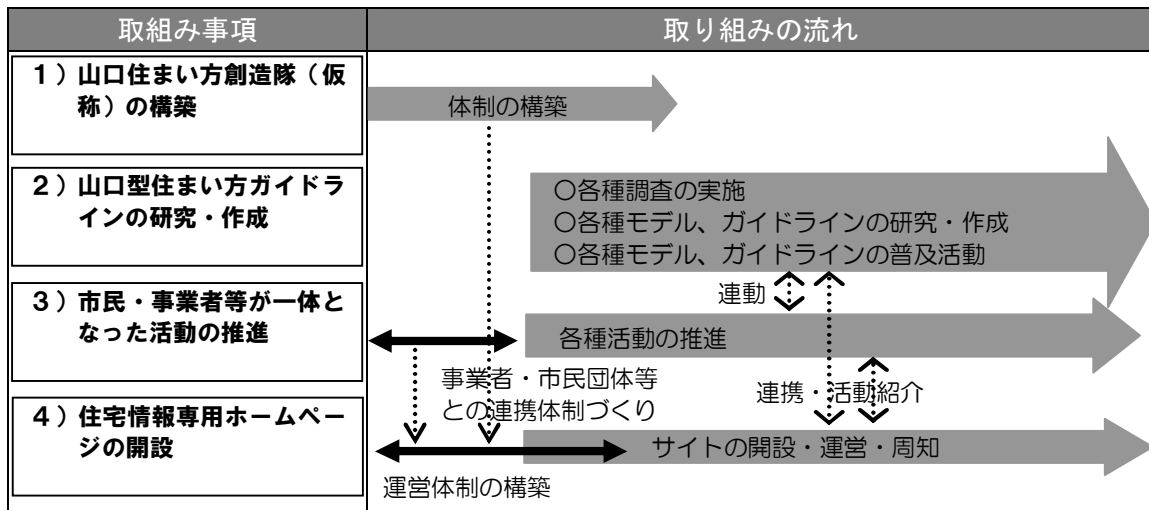 取組み事項
取り組みの流れ
1）山口住まい方創造隊（仮
称）の構築
体制の構築
2）山口型住まい方ガイドラ
インの研究・作成
〇各種調査の実施
〇各種モデル、ガイドラインの研究・作成
〇各種モデル、ガイドラインの普及活動
連動
3）市民・事業者等が一体と
なった活動の推進
各種活動の推進
事業者・市民団体等
との連携体制づくり
連携・活動紹介
4）住宅情報専用ホームペー
ジの開設
サイトの開設・運営・周知
運営体制の構築